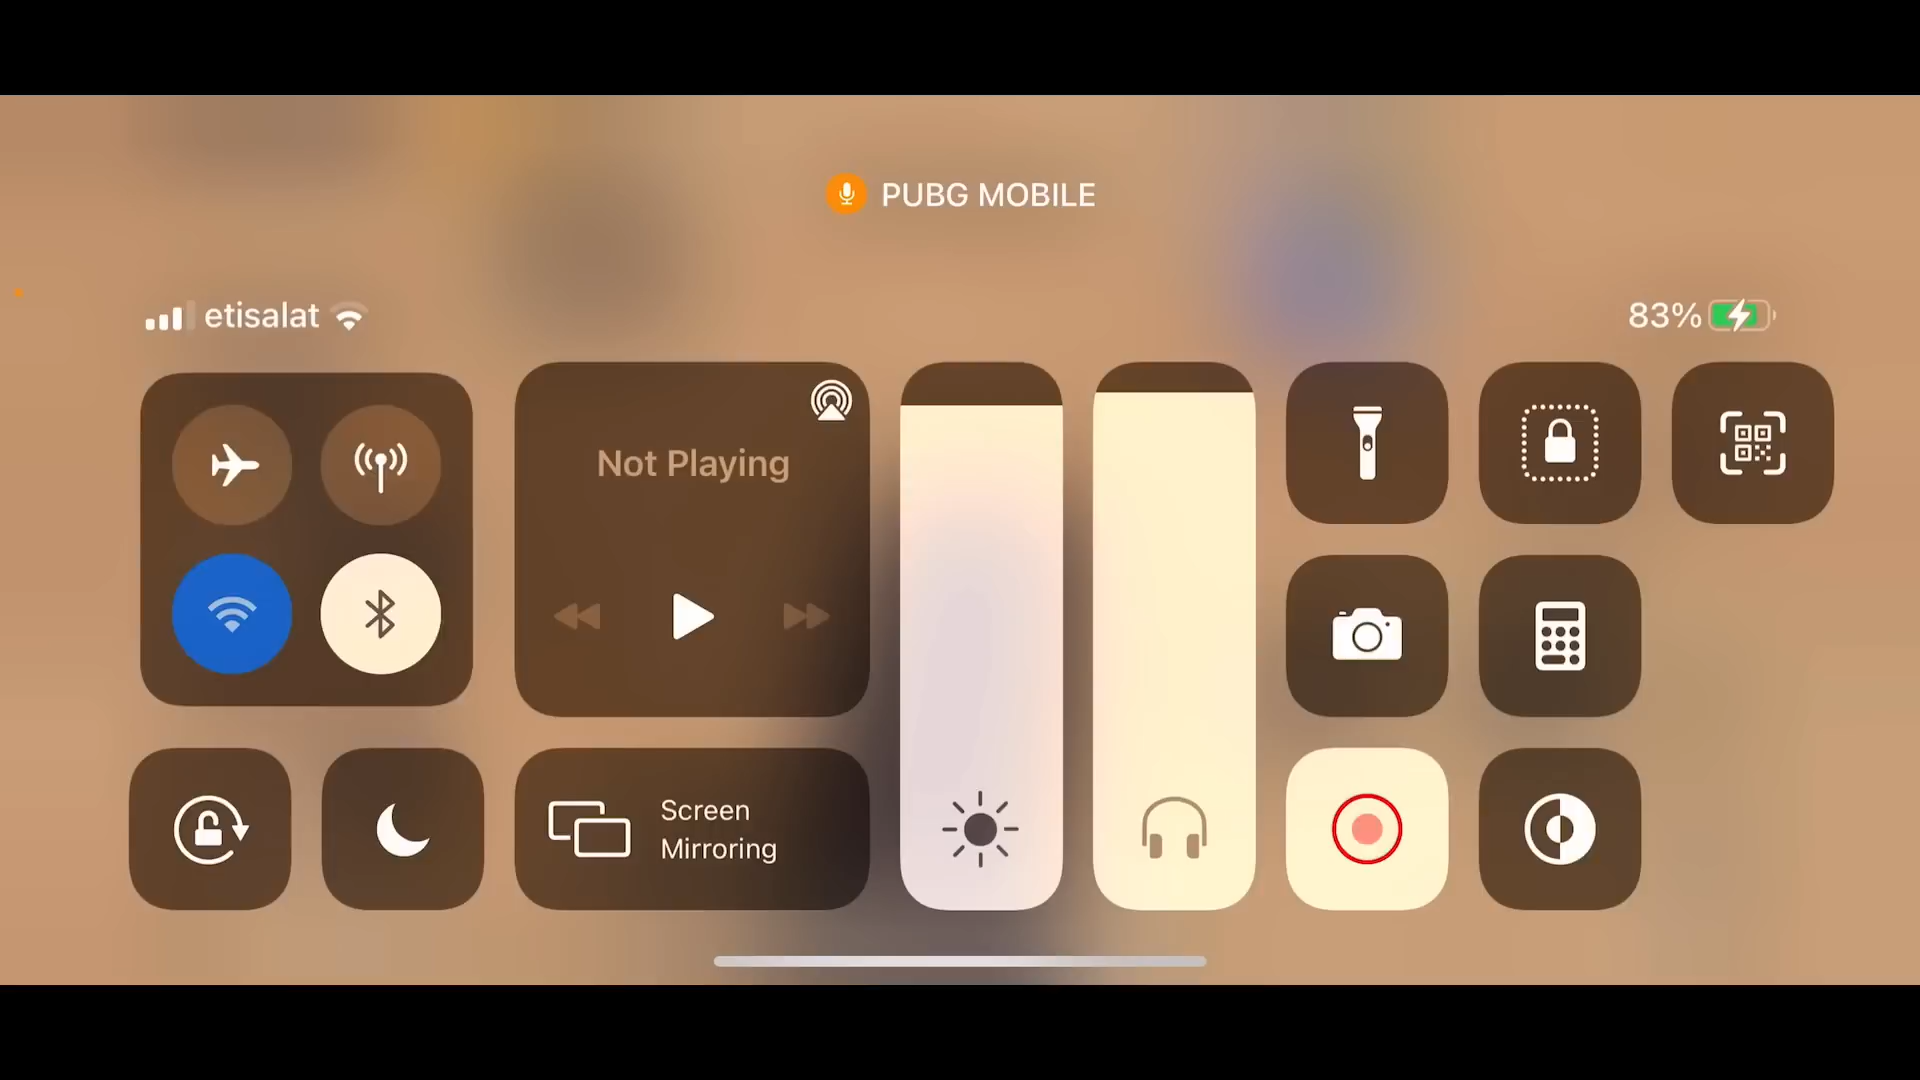 PUBG MOBILE
etisalat
83%
Not Playing
Screen
Mirroring